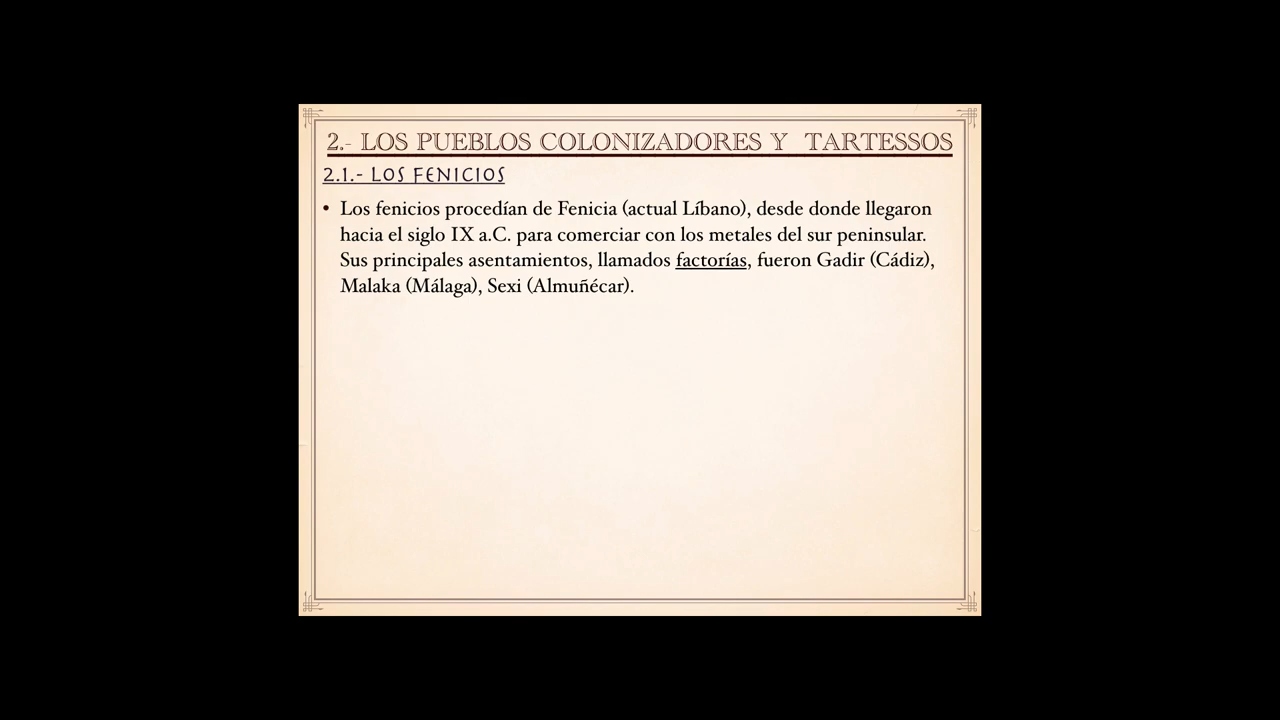 2.- LOS PUEBLOS COLONIZADORES Y TARTESSOS
2.1.- LOS FENICIOS
• Los fenicios procedían de Fenicia (actual Líbano), desde donde llegaron
hacia el siglo IX a.C. para comerciar con los metales del sur peninsular.
Sus principales asentamientos, llamados factorías, fueron Gadir (Cádiz),
Malaka (Málaga), Sexi (Almuñécar).